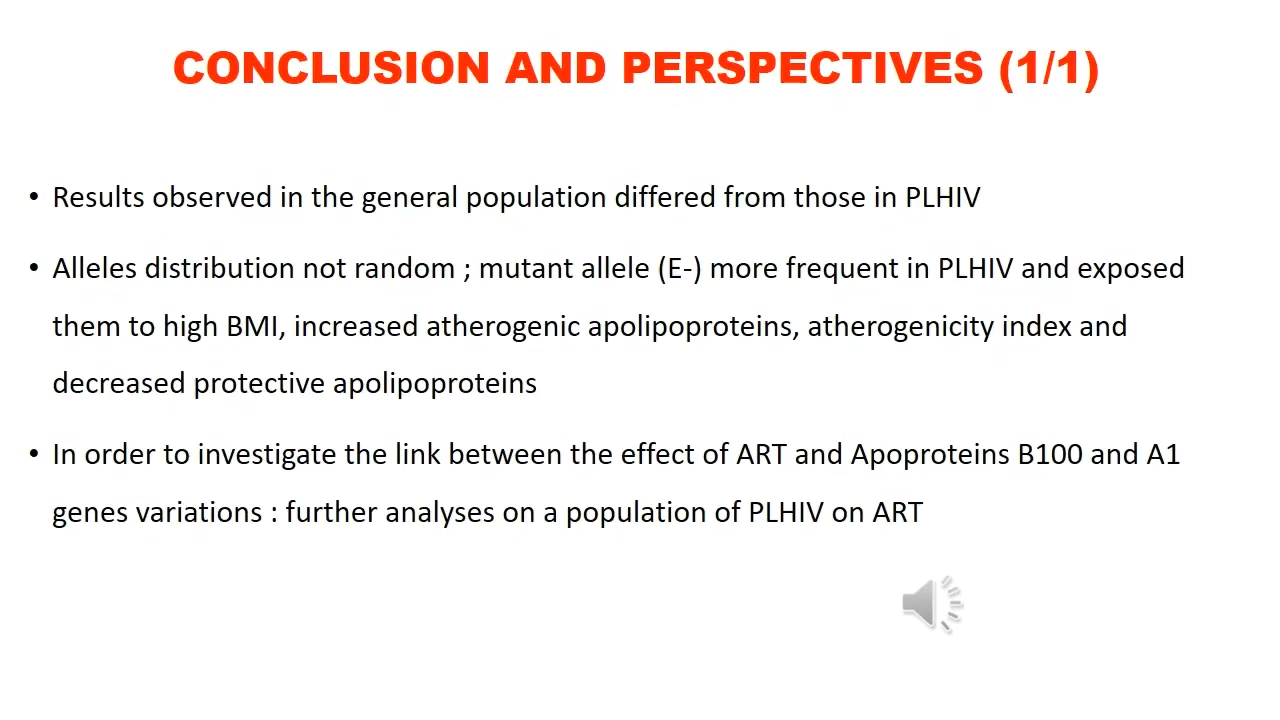 CONCLUSION AND PERSPECTIVES (1/1)
• Results observed in the general population differed from those in PLHIV
• Alleles distribution not random ; mutant allele (E-) more frequent in PLHIV and exposed
them to high BMI, increased atherogenic apolipoproteins, atherogenicity index and
decreased protective apolipoproteins
• In order to investigate the link between the effect of ART and Apoproteins B100 and A1
genes variations : further analyses on a population of PLHIV on ART